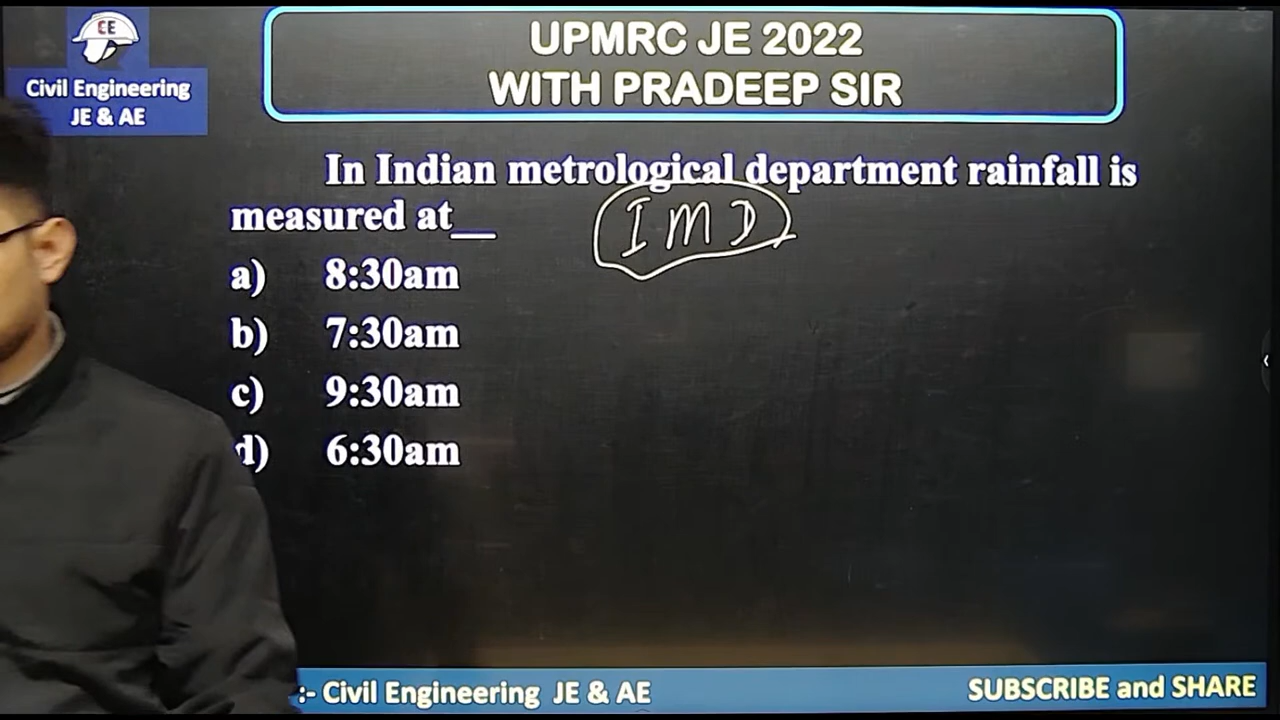 CE
Civil Engineering
JE & AE
UPMRC JE 2022
WITH PRADEEP SIR
In Indian metrological department rainfall is
measured at__
IMD
a) 8:30am
b) 7:30am
c) 9:30am
d) 6:30am
:- Civil Engineering JE & AE
SUBSCRIBE and SHARE